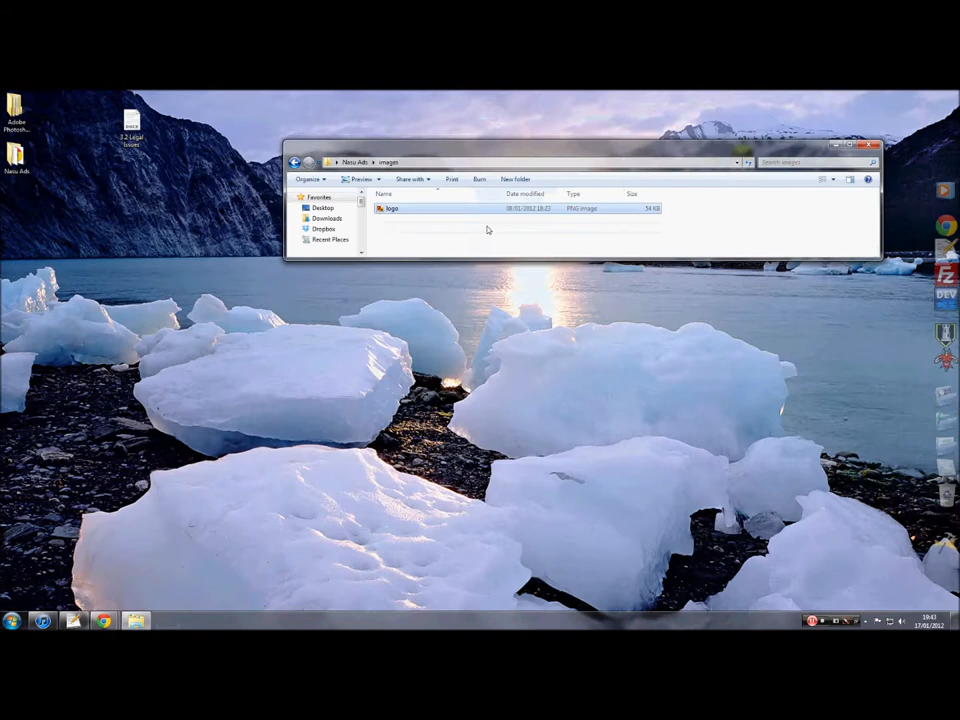 Adobe
Photosh...
Nasu Ads
3.2 Legal
Issues
Nasu Ads
images
Search images
Organize
Preview
Share with
Print
Burn
New folder
Favorites
Desktop
Downloads
Dropbox
Recent Places
Name
Date modified
Type
Size
logo
08/01/2012 18:23
PNG image
54 KB
DEV
19:43
17/01/2012